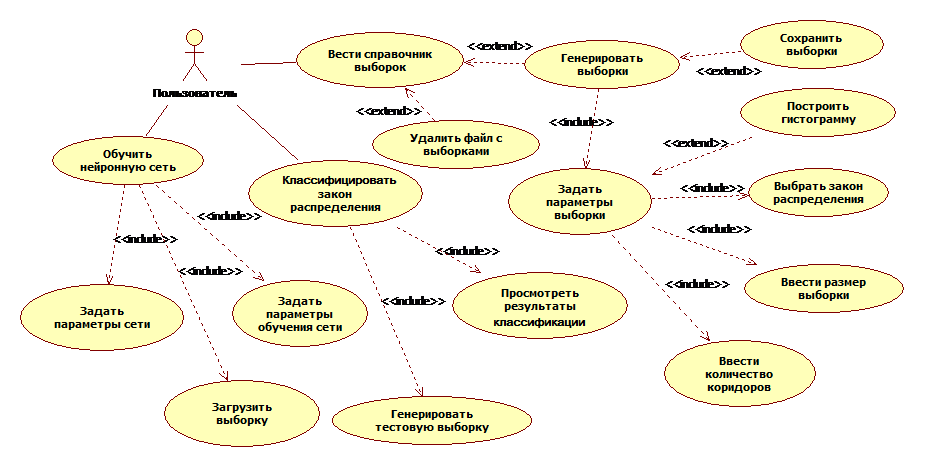 Пользователь
Вести справочник
выборок
<<extend>>
Генерировать
выборки
<<extend>>
Сохранить
выборки
<<extend>>
Удалить файл с
выборками
<<include>>
Построить
гистограмму
<<extend>>
Обучить
нейронную сеть
Классифицировать
закон
распределения
Задать
параметры
выборки
<<include>>
Выбрать закон
распределения
<<include>>
<<include>>
<<include>>
<<include>>
<<include>>
<<include>>
Ввести размер
выборки
<<include>>
<<include>>
Задать
параметры сети
Задать
параметры
обучения сети
Просмотреть
результаты
классификации
Ввести
количество
коридоров
Загрузить
выборку
Генерировать
тестовую выборку